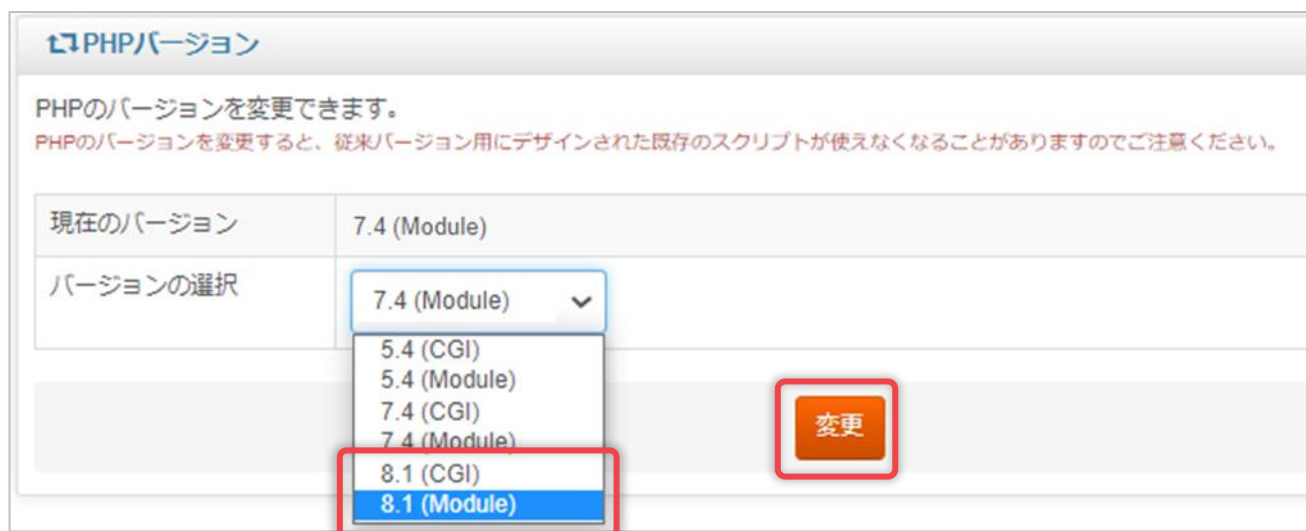 PHPバージョン
PHPのバージョンを変更できます。
PHPのバージョンを変更すると、従来バージョン用にデザインされた既存のスクリプトが使えなくなることがありますのでご注意ください。
現在のバージョン 7.4 (Module)
バージョンの選択 7.4 (Module)
5.4 (CGI)
5.4 (Module)
7.4 (CGI)
7.4 (Module)
8.1 (CGI)
8.1 (Module)
変更